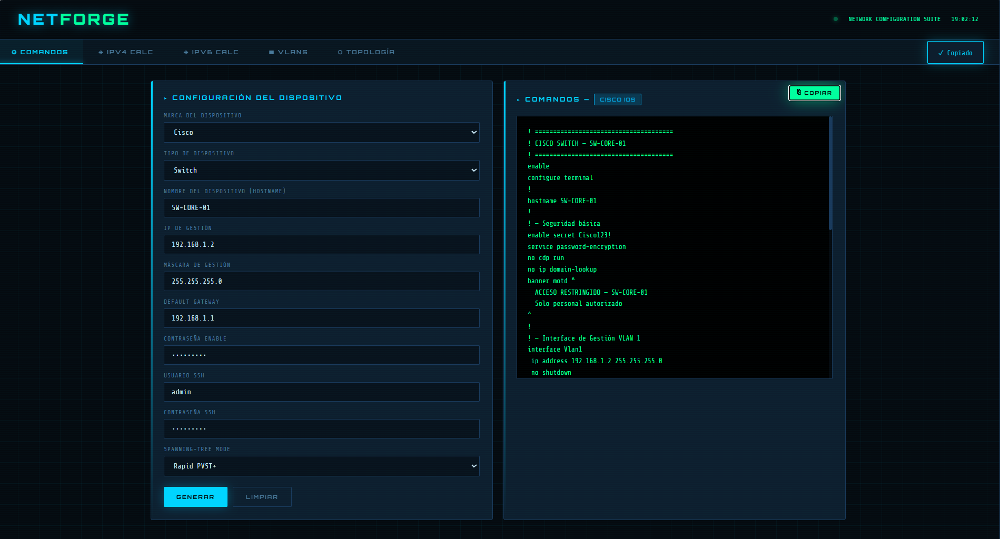 NETFORGE
NETWORK CONFIGURATION SUITE 19:02:12
⚙ COMANDOS
◈ IPV4 CALC
◈ IPV6 CALC
■ VLANS
⬡ TOPOLOGÍA
✓ Copiado
▸ CONFIGURACIÓN DEL DISPOSITIVO
MARCA DEL DISPOSITIVO
Cisco
TIPO DE DISPOSITIVO
Switch
NOMBRE DEL DISPOSITIVO (HOSTNAME)
SW-CORE-01
IP DE GESTIÓN
192.168.1.2
MÁSCARA DE GESTIÓN
255.255.255.0
DEFAULT GATEWAY
192.168.1.1
CONTRASEÑA ENABLE
·········
USUARIO SSH
admin
CONTRASEÑA SSH
·········
SPANNING-TREE MODE
Rapid PVST+
GENERAR
LIMPIAR
▸ COMANDOS — CISCO IOS
COPIAR
! ======================================
! CISCO SWITCH — SW-CORE-01
! ======================================
enable
configure terminal
!
hostname SW-CORE-01
!
! — Seguridad básica
enable secret Cisco123!
service password-encryption
no cdp run
no ip domain-lookup
banner motd ^
ACCESO RESTRINGIDO — SW-CORE-01
Solo personal autorizado
^
!
! — Interface de Gestión VLAN 1
interface Vlan1
ip address 192.168.1.2 255.255.255.0
no shutdown